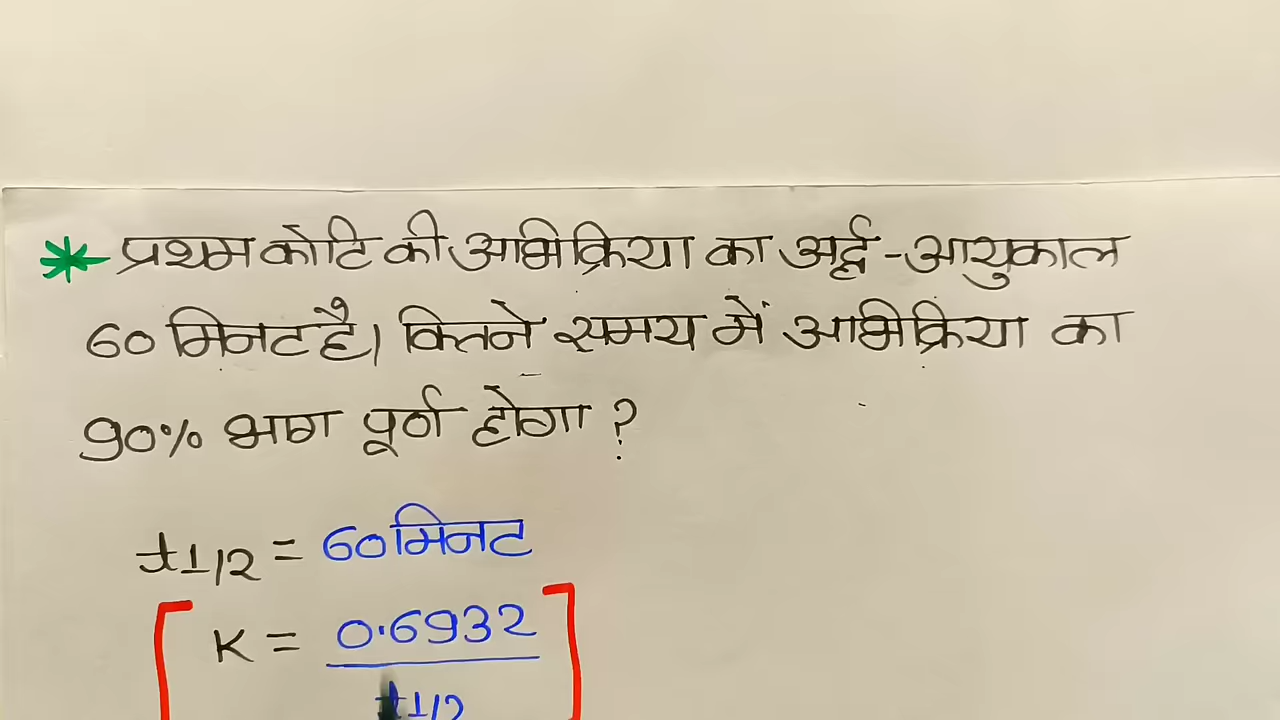 * प्रथम कोटि की अभिक्रिया का अर्द्ध-आयुकाल
60 मिनट है। कितने समय में अभिक्रिया का
90% भाग पूर्ण होगा ?
t1/2 = 60 मिनट
K = 0.6932
t1/2